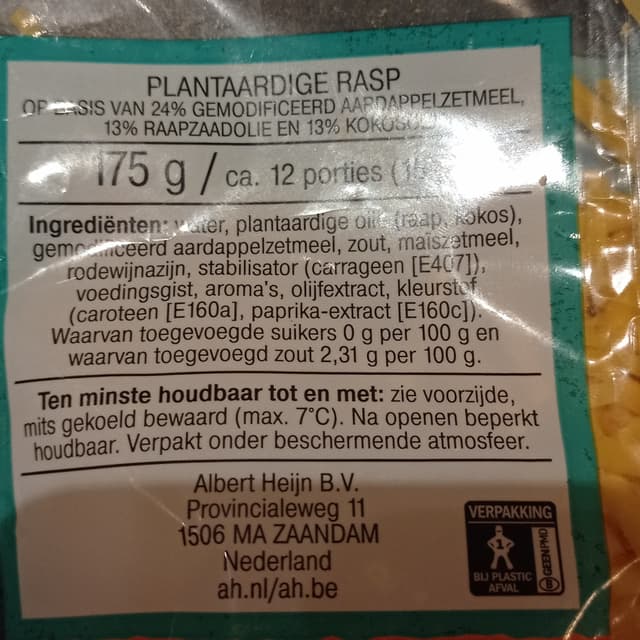 PLANTAARDIGE RASP
VAN 24% GEMODIFICEERD AARDAPPELZETMEEL,
13% RAAPZAADOLIE EN 13%
175 g / ca. 12 porties
Ingrediënten: water, plantaardige (raap, kokos),
gemodificeerd aardappelzetmeel, zout, maïszetmeel,
rodewijnazijn, stabilisator (carrageen [E407]),
voedingsgist, aroma's, olijfextract, kleurstof
(caroteen [E160a], paprika-extract [E160c]).
Waarvan toegevoegde suikers 0 g per 100 g en
waarvan toegevoegd zout 2,31 g per 100 g.
Ten minste houdbaar tot en met: zie voorzijde,
mits gekoeld bewaard (max. 7°C). Na openen beperkt
houdbaar. Verpakt onder beschermende atmosfeer.
Albert Heijn B.V.
Provincialeweg 11
1506 MA ZAANDAM
Nederland
ah.nl/ah.be
VERPAKKING
1
BIJ PLASTIC
AFVAL
B GEEN PMD